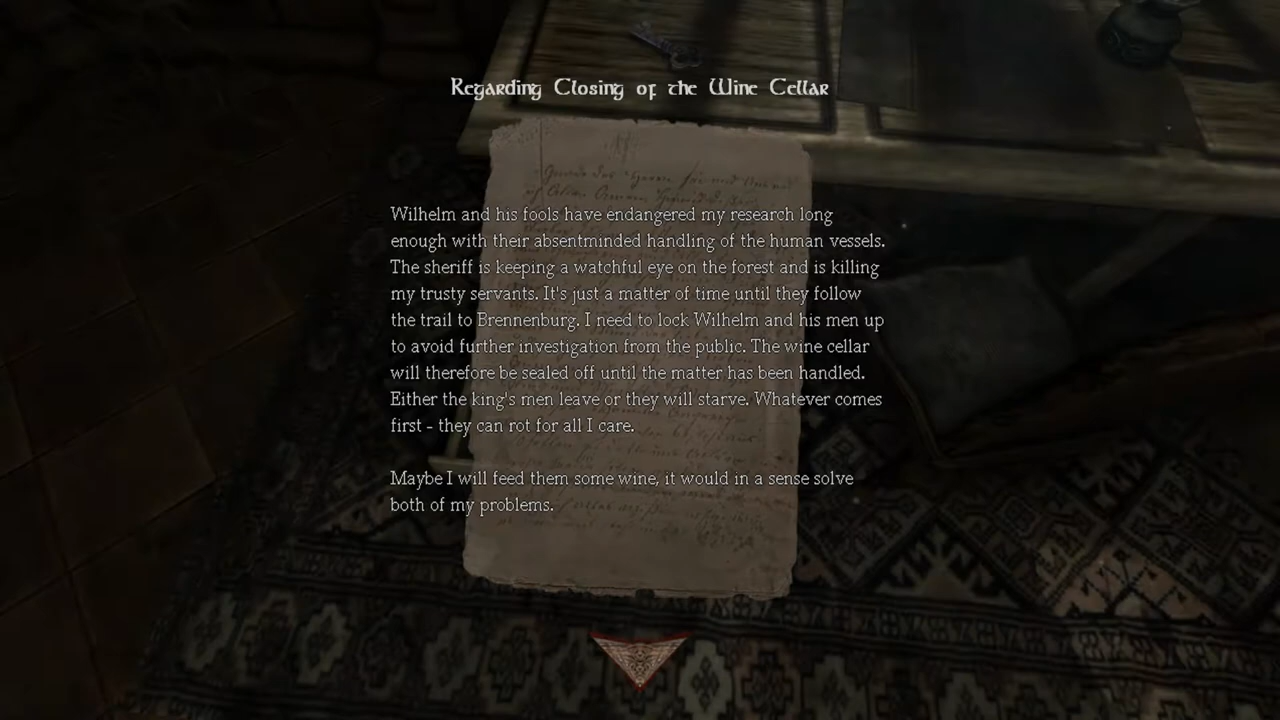 Regarding Closing of the Wine Cellar
Wilhelm and his fools have endangered my research long
enough with their absentminded handling of the human vessels.
The sheriff is keeping a watchful eye on the forest and is killing
my trusty servants. It's just a matter of time until they follow
the trail to Brennenburg. I need to lock Wilhelm and his men up
to avoid further investigation from the public. The wine cellar
will therefore be sealed off until the matter has been handled.
Either the king's men leave or they will starve. Whatever comes
first - they can rot for all I care.
Maybe I will feed them some wine, it would in a sense solve
both of my problems.